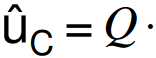 û_C = Q ·